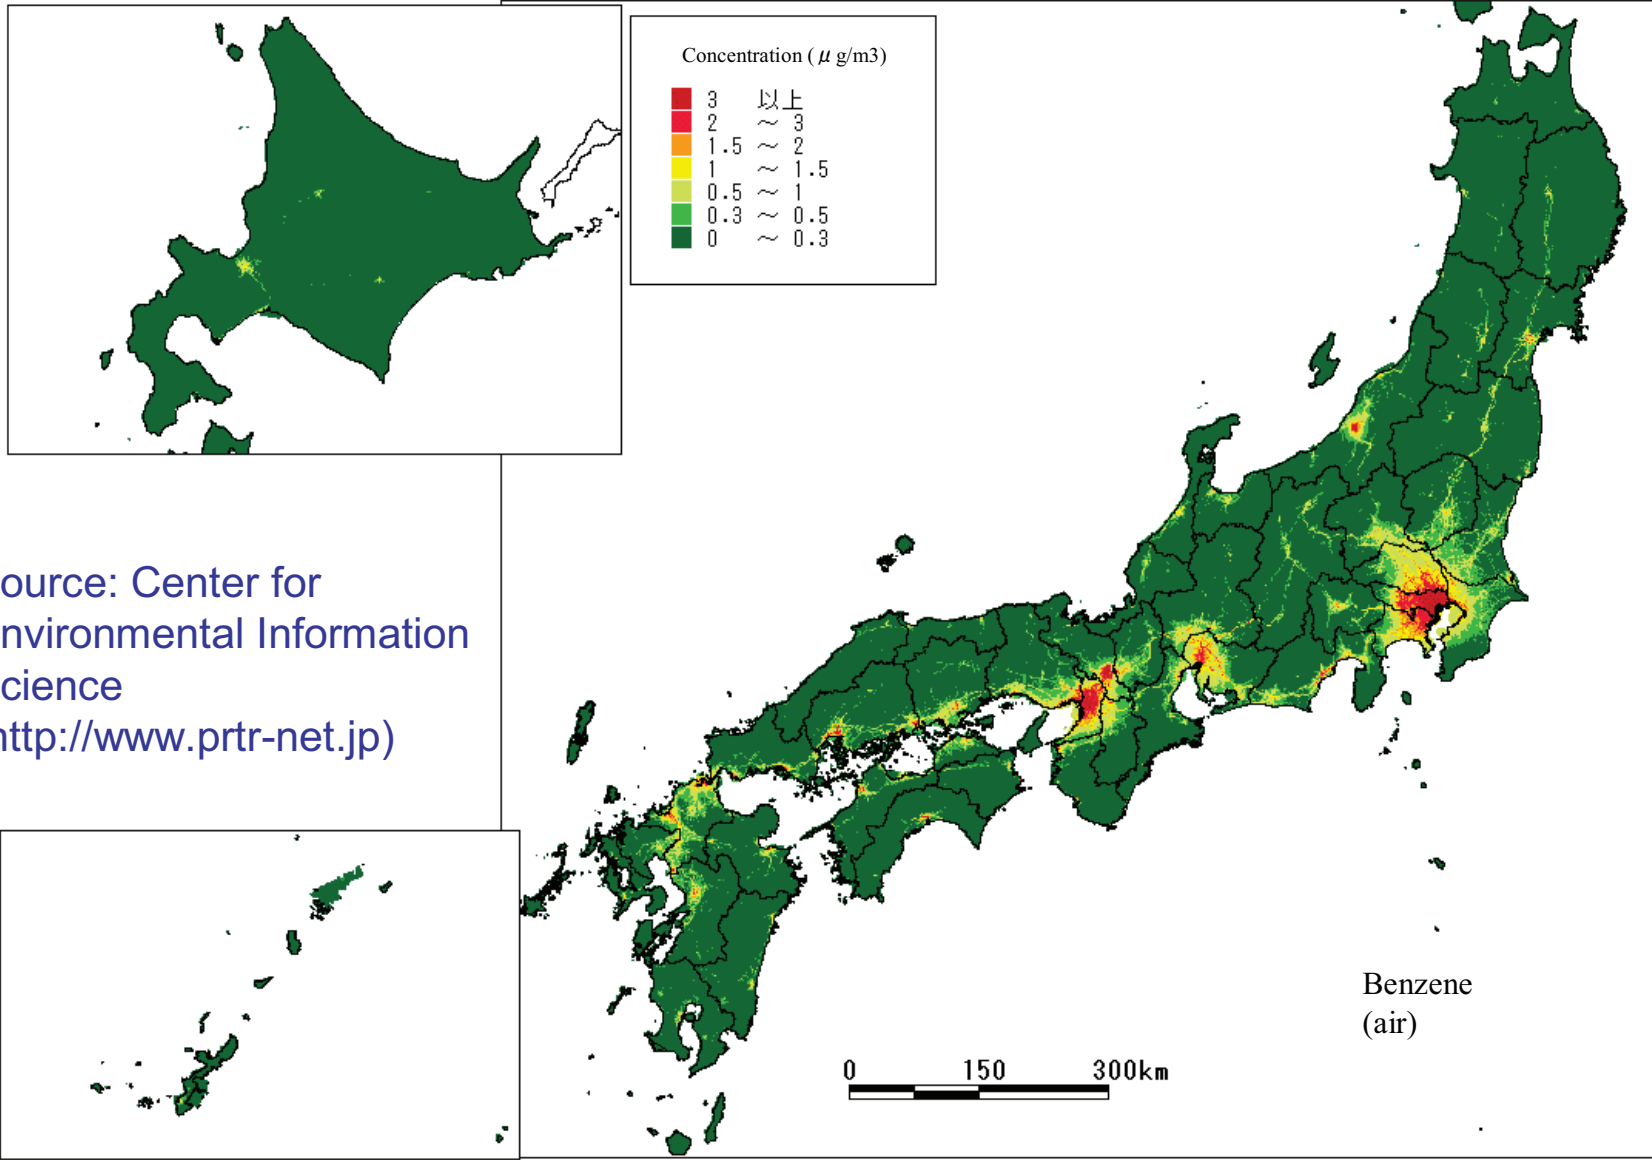 Concentration ( μ g/m3)
3 以上
2 ～ 3
1.5 ～ 2
1 ～ 1.5
0.5 ～ 1
0.3 ～ 0.5
0 ～ 0.3
ource: Center for
nvironmental Information
cience
http://www.prtr-net.jp)
Benzene
(air)
0 150 300km